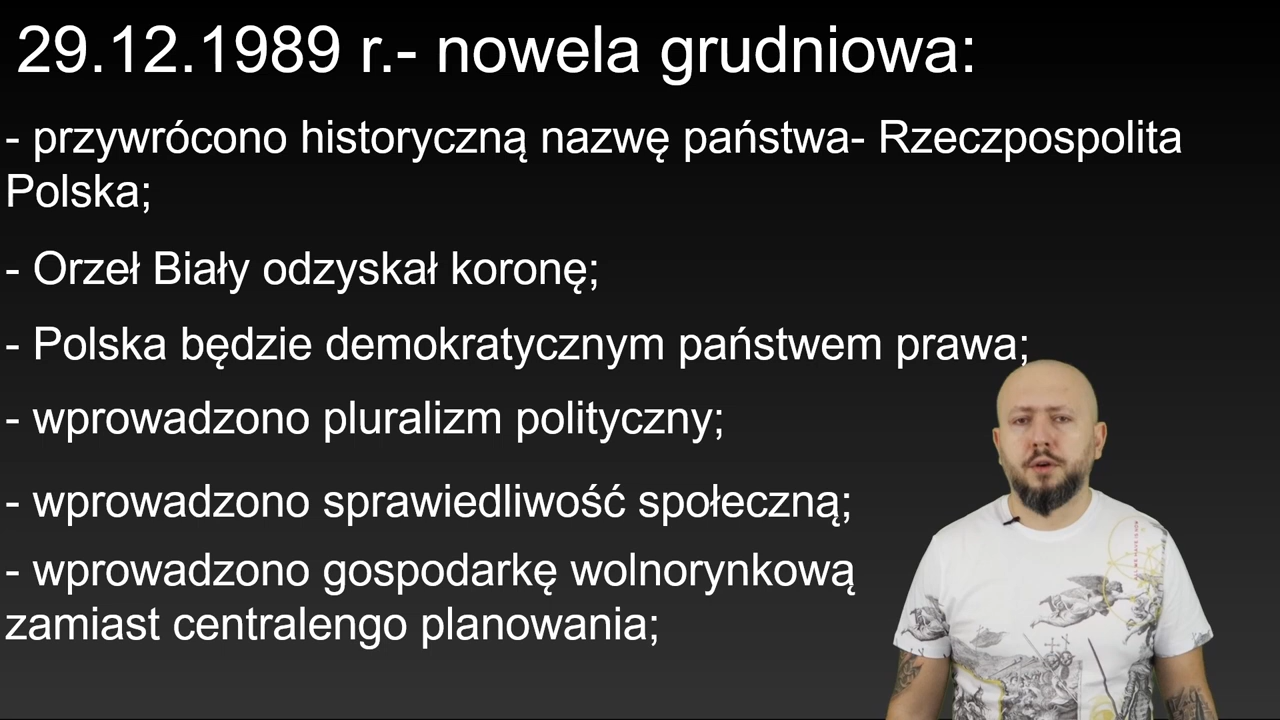 29.12.1989 r.- nowela grudniowa:
- przywrócono historyczną nazwę państwa- Rzeczpospolita
Polska;
- Orzeł Biały odzyskał koronę;
- Polska będzie demokratycznym państwem prawa;
- wprowadzono pluralizm polityczny;
- wprowadzono sprawiedliwość społeczną;
- wprowadzono gospodarkę wolnorynkową
zamiast centralengo planowania;